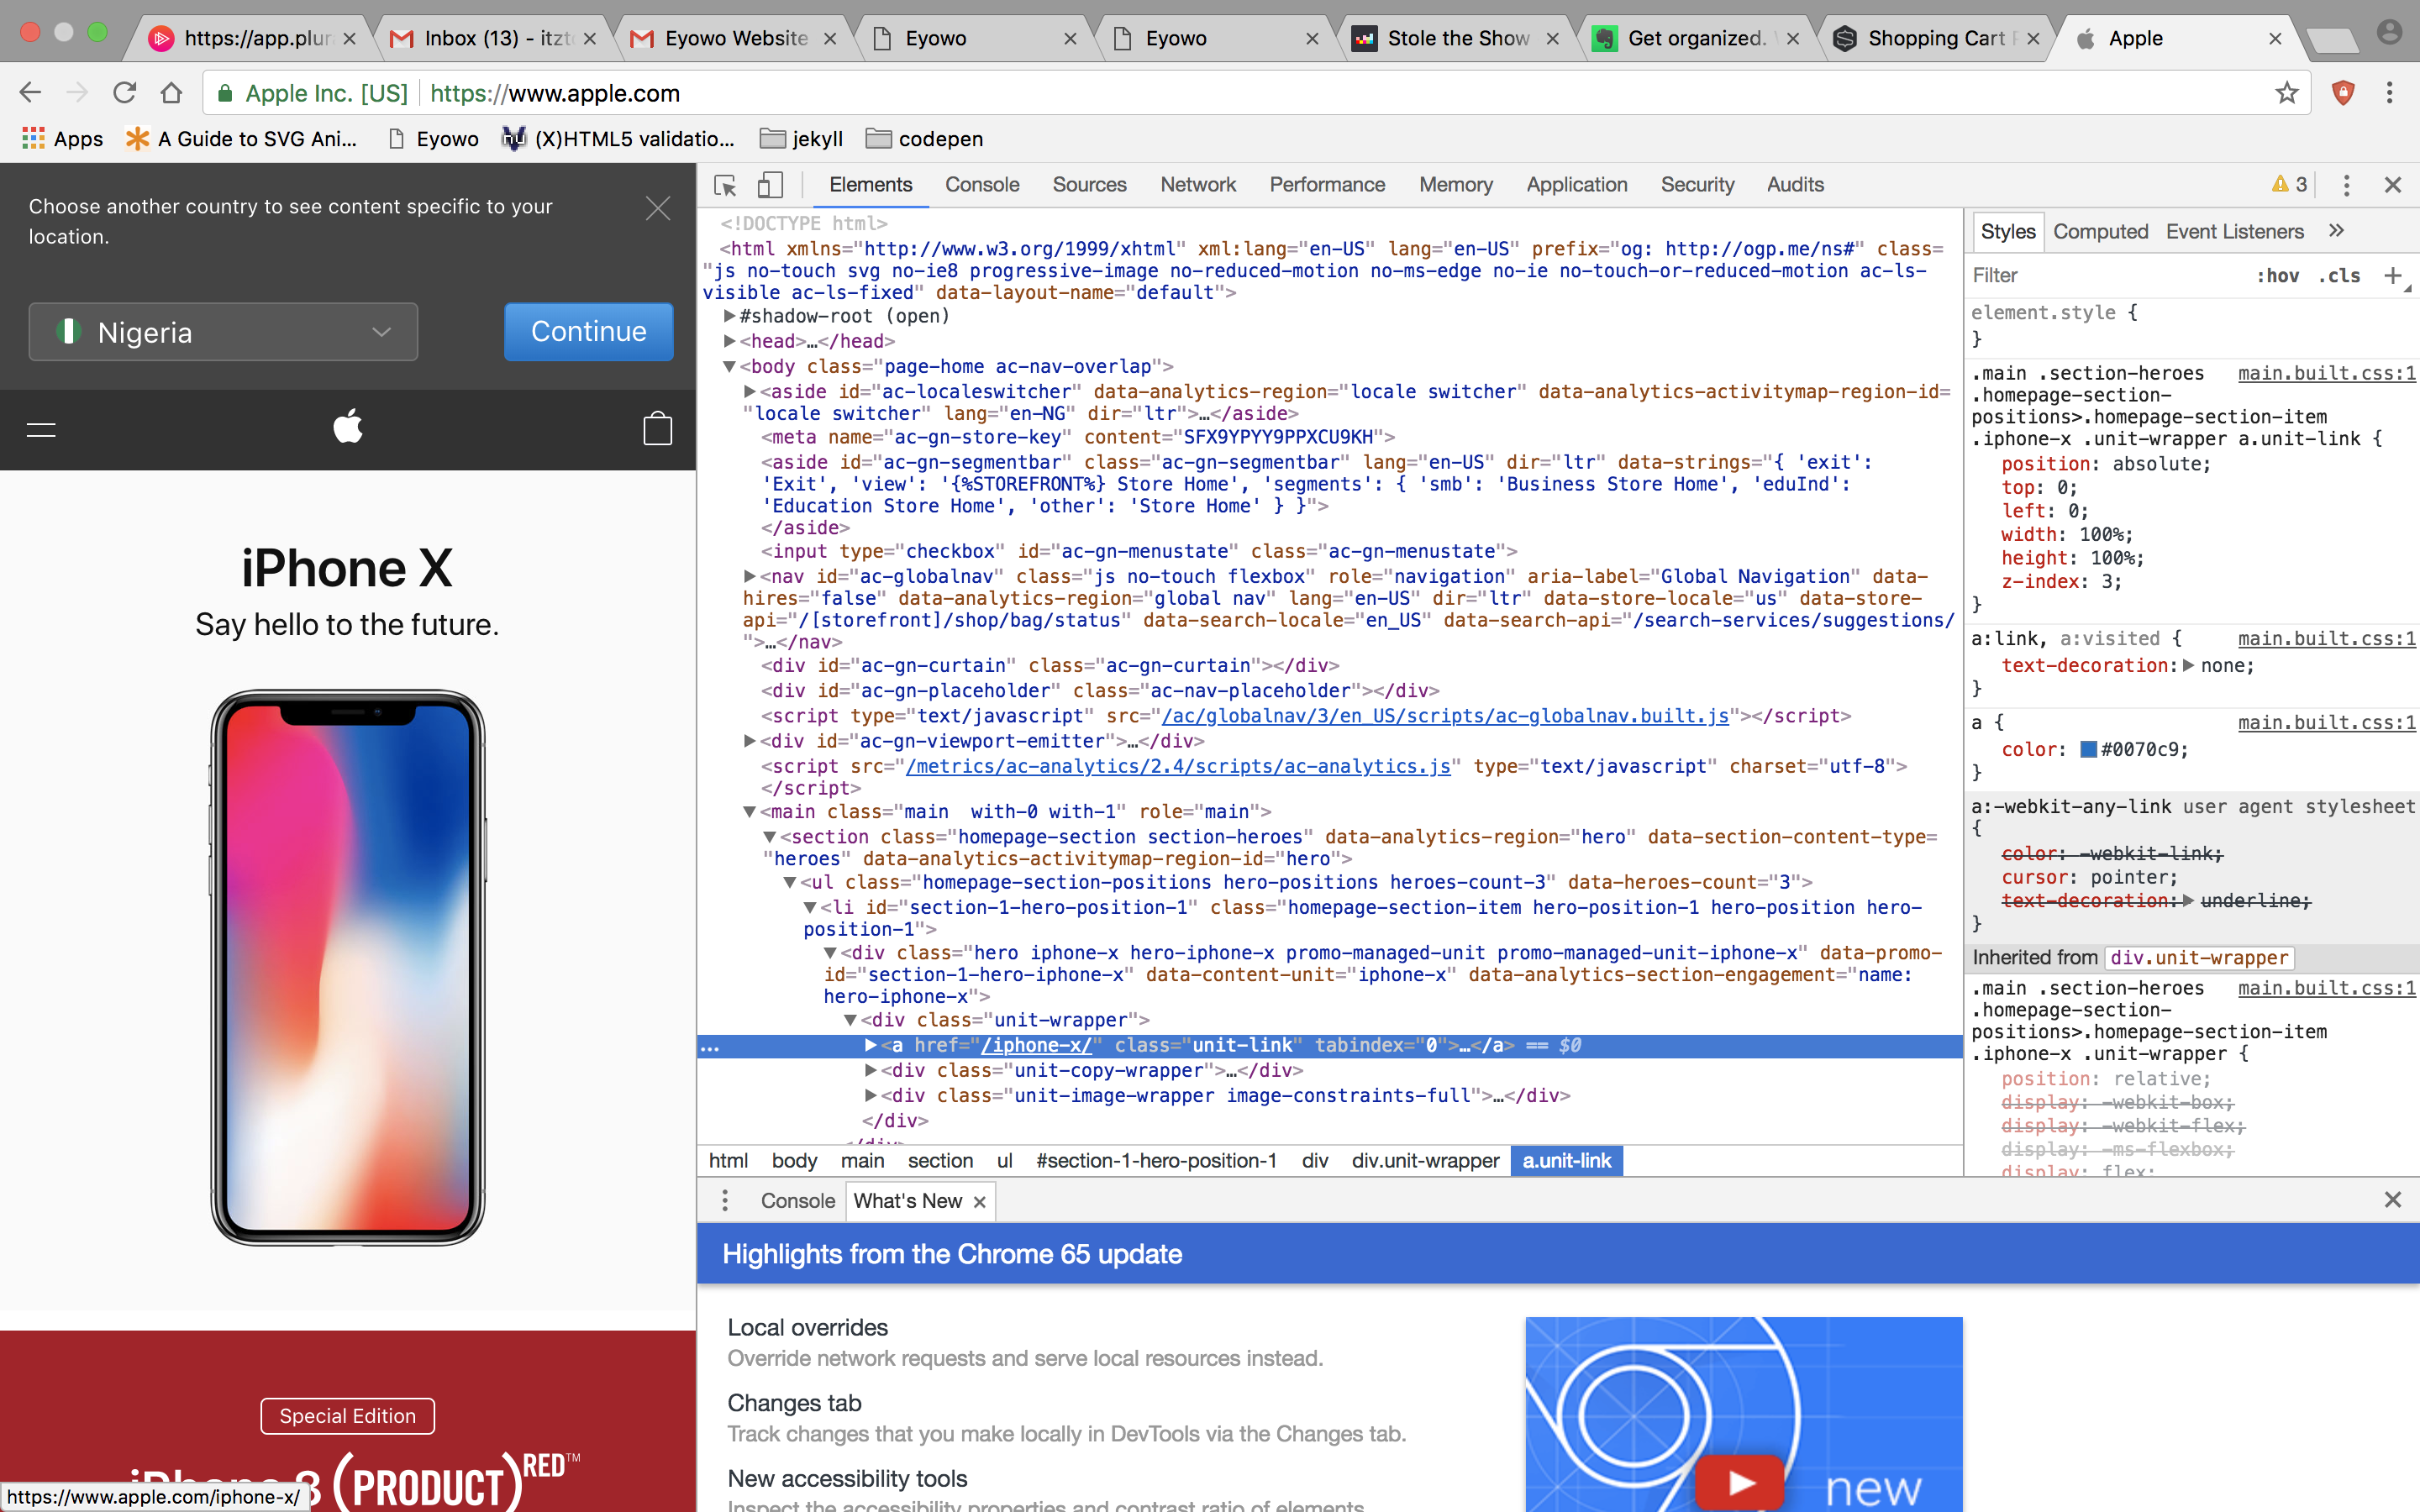 https://app.plur
Inbox (13) - itzt
Eyowo Website
Eyowo
Eyowo
Stole the Show
Get organized.
Shopping Cart
Apple
Apple Inc. [US]
https://www.apple.com
Apps
A Guide to SVG Ani...
Eyowo
(X)HTML5 validatio...
jekyll
codepen
Choose another country to see content specific to your
location.
Nigeria
Continue
iPhone X
Say hello to the future.
Special Edition
iPhone 8 (PRODUCT)RED™
https://www.apple.com/iphone-x/
Elements
Console
Sources
Network
Performance
Memory
Application
Security
Audits
3
<!DOCTYPE html>
<html xmlns="http://www.w3.org/1999/xhtml" xml:lang="en-US" lang="en-US" prefix="og: http://ogp.me/ns#" class=
"js no-touch svg no-ie8 progressive-image no-reduced-motion no-ms-edge no-ie no-touch-or-reduced-motion ac-ls-
visible ac-ls-fixed" data-layout-name="default">
#shadow-root (open)
<head>…</head>
<body class="page-home ac-nav-overlap">
<aside id="ac-localeswitcher" data-analytics-region="locale switcher" data-analytics-activitymap-region-id=
"locale switcher" lang="en-NG" dir="ltr">…</aside>
<meta name="ac-gn-store-key" content="SFX9YPYY9PPXCU9KH">
<aside id="ac-gn-segmentbar" class="ac-gn-segmentbar" lang="en-US" dir="ltr" data-strings="{ 'exit':
'Exit', 'view': '{%STOREFRONT%} Store Home', 'segments': { 'smb': 'Business Store Home', 'eduInd':
'Education Store Home', 'other': 'Store Home' } }">
</aside>
<input type="checkbox" id="ac-gn-menustate" class="ac-gn-menustate">
<nav id="ac-globalnav" class="js no-touch flexbox" role="navigation" aria-label="Global Navigation" data-
hires="false" data-analytics-region="global nav" lang="en-US" dir="ltr" data-store-locale="us" data-store-
api="/[storefront]/shop/bag/status" data-search-locale="en_US" data-search-api="/search-services/suggestions/
">…</nav>
<div id="ac-gn-curtain" class="ac-gn-curtain"></div>
<div id="ac-gn-placeholder" class="ac-nav-placeholder"></div>
<script type="text/javascript" src="/ac/globalnav/3/en_US/scripts/ac-globalnav.built.js"></script>
<div id="ac-gn-viewport-emitter">…</div>
<script src="/metrics/ac-analytics/2.4/scripts/ac-analytics.js" type="text/javascript" charset="utf-8">
</script>
<main class="main  with-0 with-1" role="main">
<section class="homepage-section section-heroes" data-analytics-region="hero" data-section-content-type=
"heroes" data-analytics-activitymap-region-id="hero">
<ul class="homepage-section-positions hero-positions heroes-count-3" data-heroes-count="3">
<li id="section-1-hero-position-1" class="homepage-section-item hero-position-1 hero-position hero-
position-1">
<div class="hero iphone-x hero-iphone-x promo-managed-unit promo-managed-unit-iphone-x" data-promo-
id="section-1-hero-iphone-x" data-content-unit="iphone-x" data-analytics-section-engagement="name:
hero-iphone-x">
<div class="unit-wrapper">
… <a href="/iphone-x/" class="unit-link" tabindex="0">…</a> == $0
<div class="unit-copy-wrapper">…</div>
<div class="unit-image-wrapper image-constraints-full">…</div>
</div>
</div>
html body main section ul #section-1-hero-position-1 div div.unit-wrapper a.unit-link
Styles
Computed
Event Listeners
»
Filter
:hov
.cls
+
element.style {
}
.main .section-heroes main.built.css:1
.homepage-section-
positions>.homepage-section-item
.iphone-x .unit-wrapper a.unit-link {
position: absolute;
top: 0;
left: 0;
width: 100%;
height: 100%;
z-index: 3;
}
a:link, a:visited { main.built.css:1
text-decoration: none;
}
a { main.built.css:1
color: #0070c9;
}
a:-webkit-any-link user agent stylesheet
{
color: -webkit-link;
cursor: pointer;
text-decoration: underline;
}
Inherited from div.unit-wrapper
.main .section-heroes main.built.css:1
.homepage-section-
positions>.homepage-section-item
.iphone-x .unit-wrapper {
position: relative;
display: -webkit-box;
display: -webkit-flex;
display: -ms-flexbox;
display: flex;
Console
What's New
Highlights from the Chrome 65 update
Local overrides
Override network requests and serve local resources instead.
Changes tab
Track changes that you make locally in DevTools via the Changes tab.
New accessibility tools
Inspect the accessibility properties and contrast ratio of elements.
new